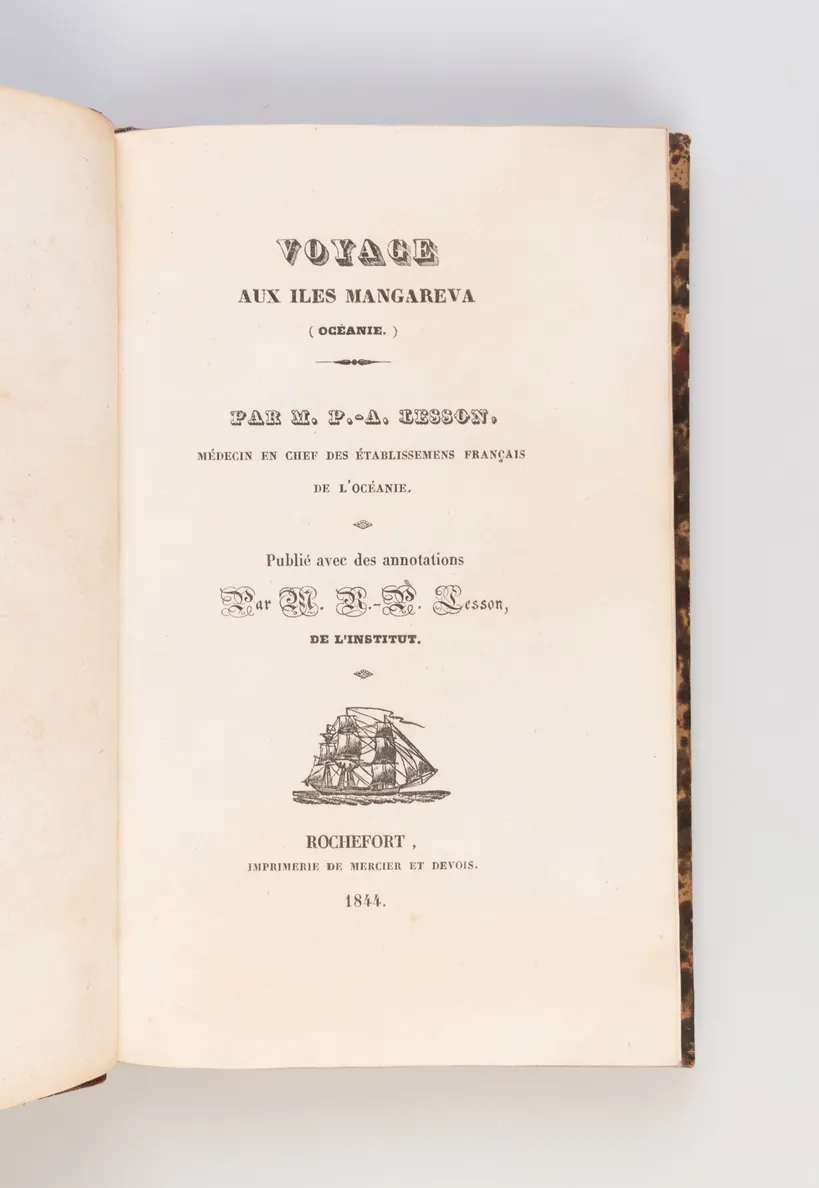 VOYAGE
AUX ILES MANGAREVA
( OCÉANIE. )
PAR M. P.-A. LESSON,
MÉDECIN EN CHEF DES ÉTABLISSEMENS FRANÇAIS
DE L'OCÉANIE.
Publié avec des annotations
Par M. R.-P. Lesson,
DE L'INSTITUT.
ROCHEFORT ,
IMPRIMERIE DE MERCIER ET DEVOIS.
1844.